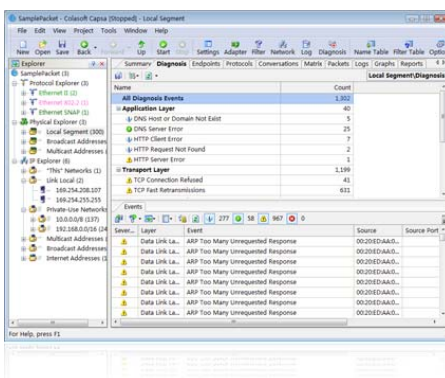 SamplePacket - Colasoft Capsa [Stopped] - Local Segment
File Edit View Project Tools Window Help
New Open Save Back Forward Up Start Stop Settings Adapter Filter Network Log Diagnosis Name Table Filter Table Optio
Explorer
SamplePacket (3)
Protocol Explorer (3)
Ethernet II (2)
Ethernet 802.2 (1)
Ethernet SNAP (1)
Physical Explorer (3)
Local Segment (300)
Broadcast Addresses
Multicast Addresses
IP Explorer (6)
"This" Networks (1)
Link Local (2)
169.254.208.107
169.254.255.255
Private-Use Networks
10.0.0.0/8 (137)
192.168.0.0/16 (24
Multicast Addresses
Broadcast Addresses
Internet Addresses (1
Summary Diagnosis Endpoints Protocols Conversations Matrix Packets Logs Graphs Reports
Local Segment\Diagnosis
Name Count
All Diagnosis Events 1,302
Application Layer 40
DNS Host or Domain Not Exist 5
DNS Server Error 25
HTTP Client Error 7
HTTP Request Not Found 2
HTTP Server Error 1
Transport Layer 1,199
TCP Connection Refused 41
TCP Fast Retransmissions 631
Events
277 58 967 0
Sever... Layer Event Source Source Port
Data Link La... ARP Too Many Unrequested Response 00:20:ED:AA:0...
Data Link La... ARP Too Many Unrequested Response 00:20:ED:AA:0...
Data Link La... ARP Too Many Unrequested Response 00:20:ED:AA:0...
Data Link La... ARP Too Many Unrequested Response 00:20:ED:AA:0...
Data Link La... ARP Too Many Unrequested Response 00:20:ED:AA:0...
Data Link La... ARP Too Many Unrequested Response 00:20:ED:AA:0...
Data Link La... ARP Too Many Unrequested Response 00:20:ED:AA:0...
For Help, press F1